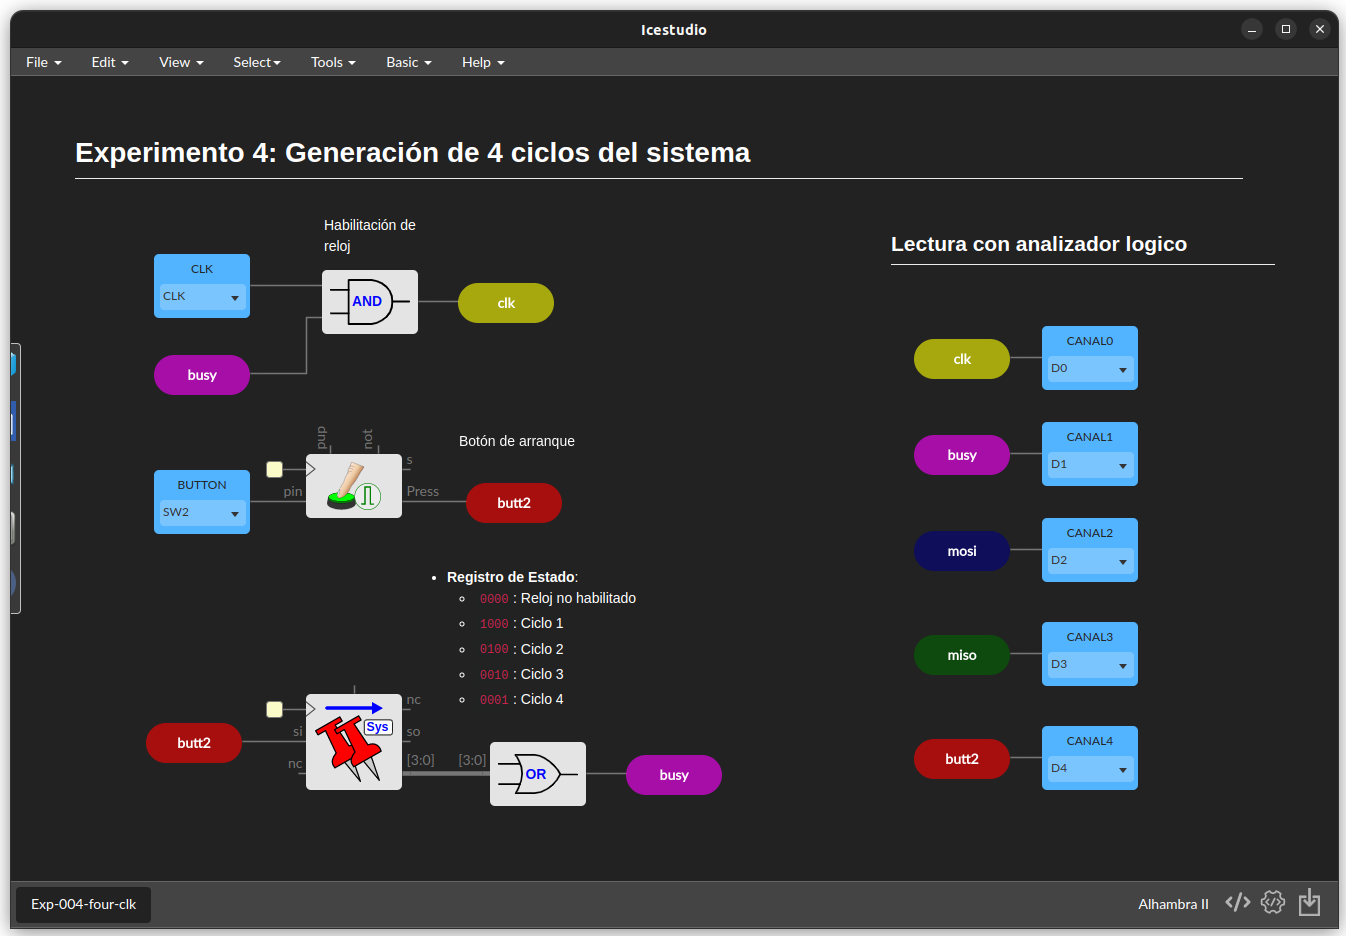 Icestudio
File Edit View Select Tools Basic Help
Experimento 4: Generación de 4 ciclos del sistema
Habilitación de
reloj
CLK
CLK
AND
clk
busy
Lectura con analizador logico
clk
CANAL0
D0
busy
CANAL1
D1
mosi
CANAL2
D2
miso
CANAL3
D3
butt2
CANAL4
D4
Botón de arranque
pup
not
s
BUTTON
SW2
pin
Press
butt2
Registro de Estado:
0000 : Reloj no habilitado
1000 : Ciclo 1
0100 : Ciclo 2
0010 : Ciclo 3
0001 : Ciclo 4
butt2
si
nc
Sys
nc
so
[3:0]
[3:0]
OR
busy
Exp-004-four-clk
Alhambra II